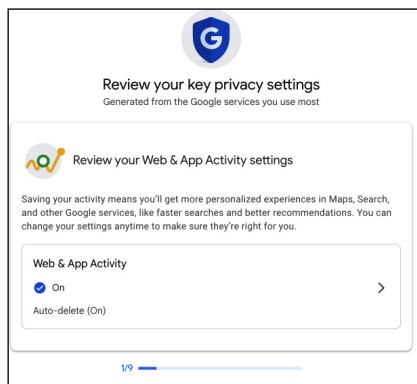 G
Review your key privacy settings
Generated from the Google services you use most
Review your Web & App Activity settings
Saving your activity means you'll get more personalized experiences in Maps, Search,
and other Google services, like faster searches and better recommendations. You can
change your settings anytime to make sure they're right for you.
Web & App Activity
On
Auto-delete (On)
1/9